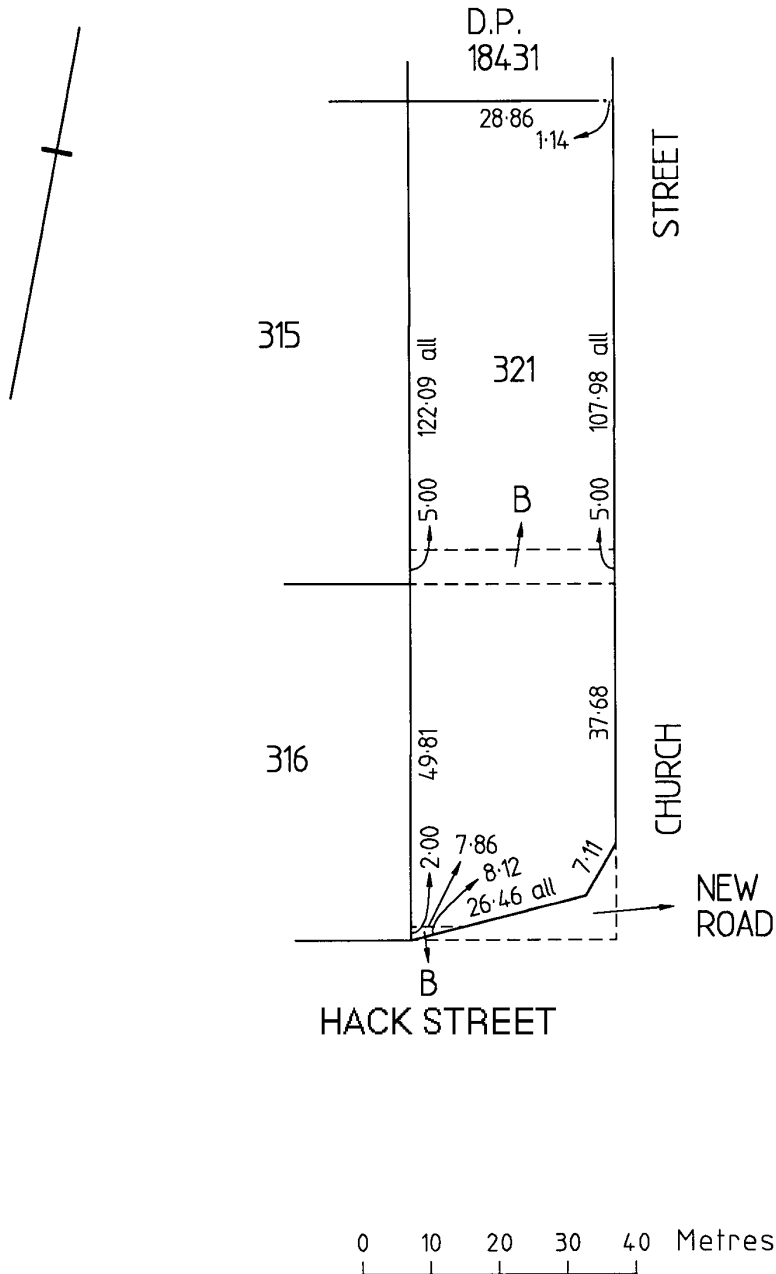 D.P.
18431
28·86
1·14
STREET
315
122·09 all
321
107·98 all
5·00
B
5·00
316
49·81
37·68
CHURCH
2·00
7·86
8·12
26·46 all
7·11
NEW
ROAD
B
HACK STREET
0 10 20 30 40 Metres